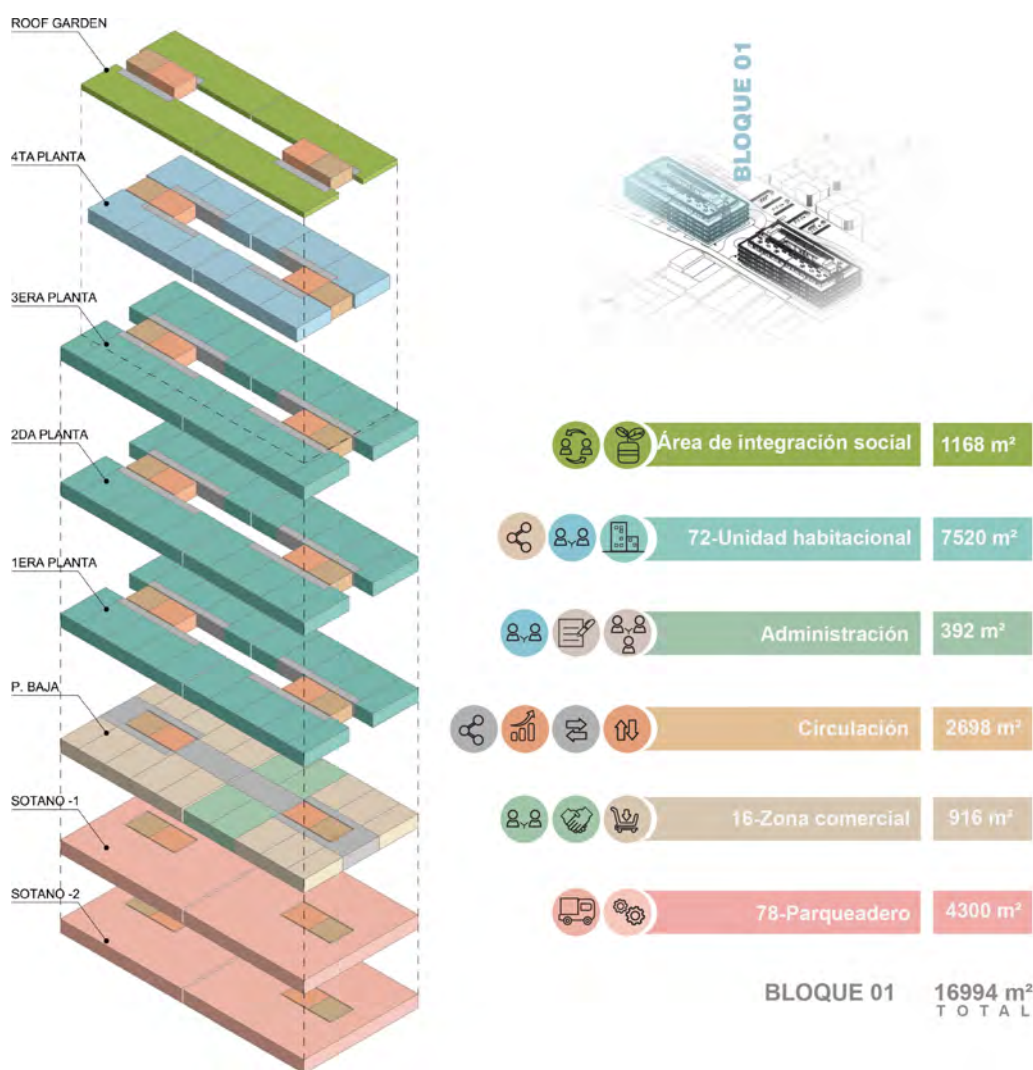 ROOF GARDEN
4TA PLANTA
3ERA PLANTA
2DA PLANTA
1ERA PLANTA
P. BAJA
SOTANO -1
SOTANO -2
BLOQUE 01
Área de integración social 1168 m²
72-Unidad habitacional 7520 m²
Administración 392 m²
Circulación 2698 m²
16-Zona comercial 916 m²
78-Parqueadero 4300 m²
BLOQUE 01 16994 m²
TOTAL